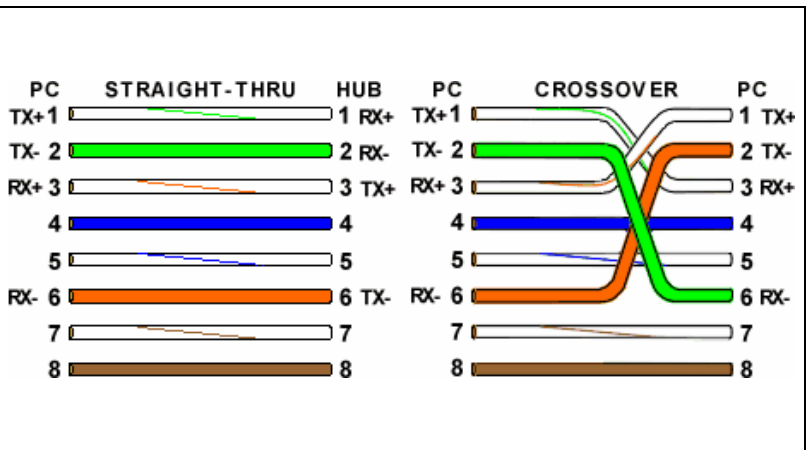 PC STRAIGHT-THRU HUB PC CROSSOVER PC
TX+ 1 1 RX+ TX+ 1 1 TX+
TX- 2 2 RX- TX- 2 2 TX-
RX+ 3 3 TX+ RX+ 3 3 RX+
4 4 4 4
5 5 5 5
RX- 6 6 TX- RX- 6 6 RX-
7 7 7 7
8 8 8 8